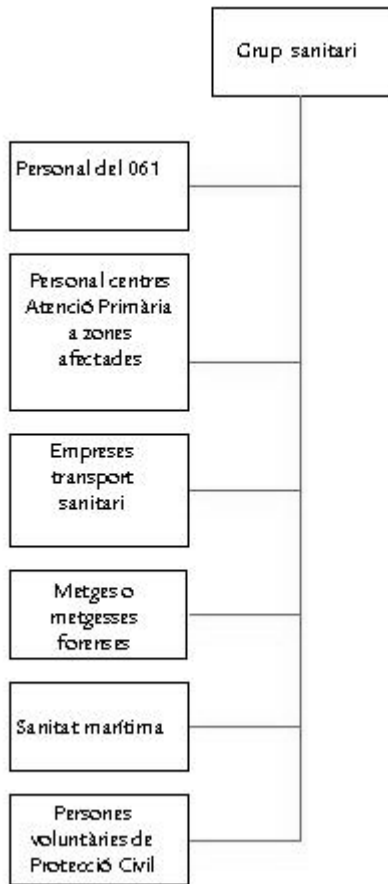 Grup sanitari
Personal del 061
Personal centres
Atenció Primària
a zones
afectades
Empreses
transport
sanitari
Metges o
metgesses
forenses
Sanitat marítima
Persones
voluntàries de
Protecció Civil